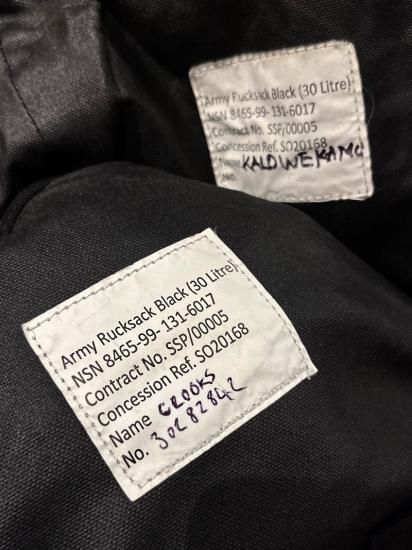 Army Rucksack Black (30 Litre)
NSN 8465-99-131-6017
Contract No. SSP/00005
Concession Ref. SO20168
Name
No.
Army Rucksack Black (30 Litre)
NSN 8465-99- 131-6017
Contract No. SSP/00005
Concession Ref. SO20168
Name CROOKS
No. 30282842